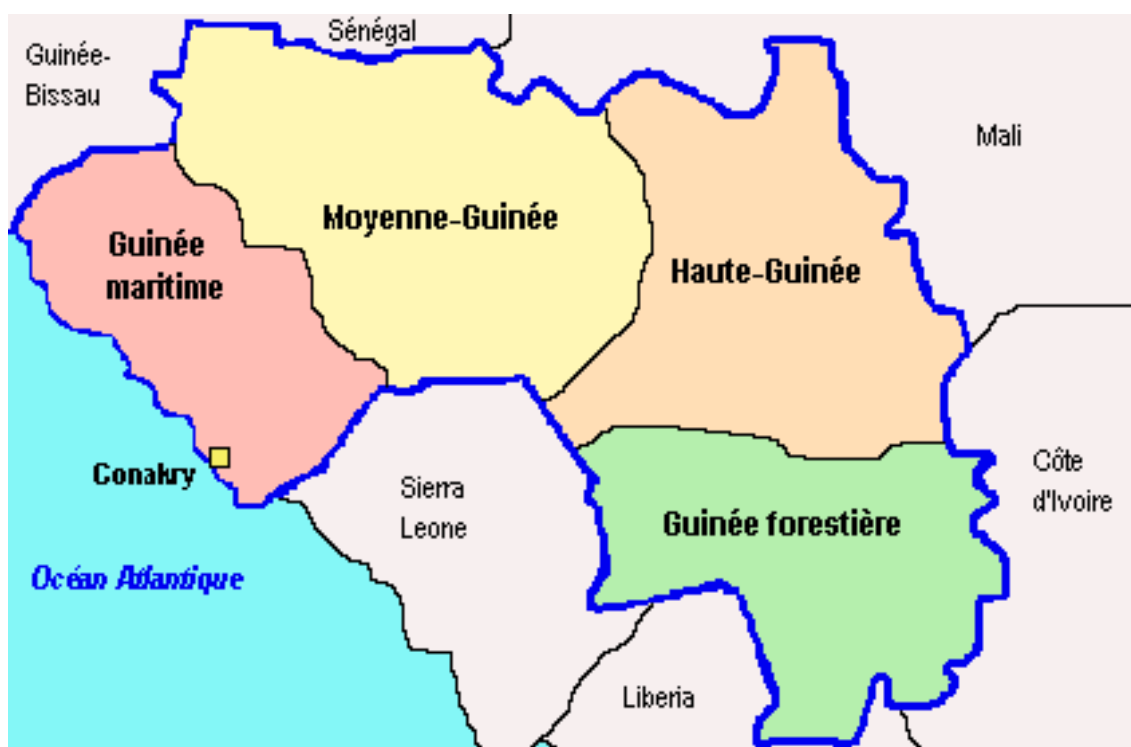 Sénégal
Guinée-
Bissau
Mali
Moyenne-Guinée
Guinée
maritime
Haute-Guinée
Conakry
Sierra
Leone
Côte
d'Ivoire
Guinée forestière
Océan Atlantique
Liberia